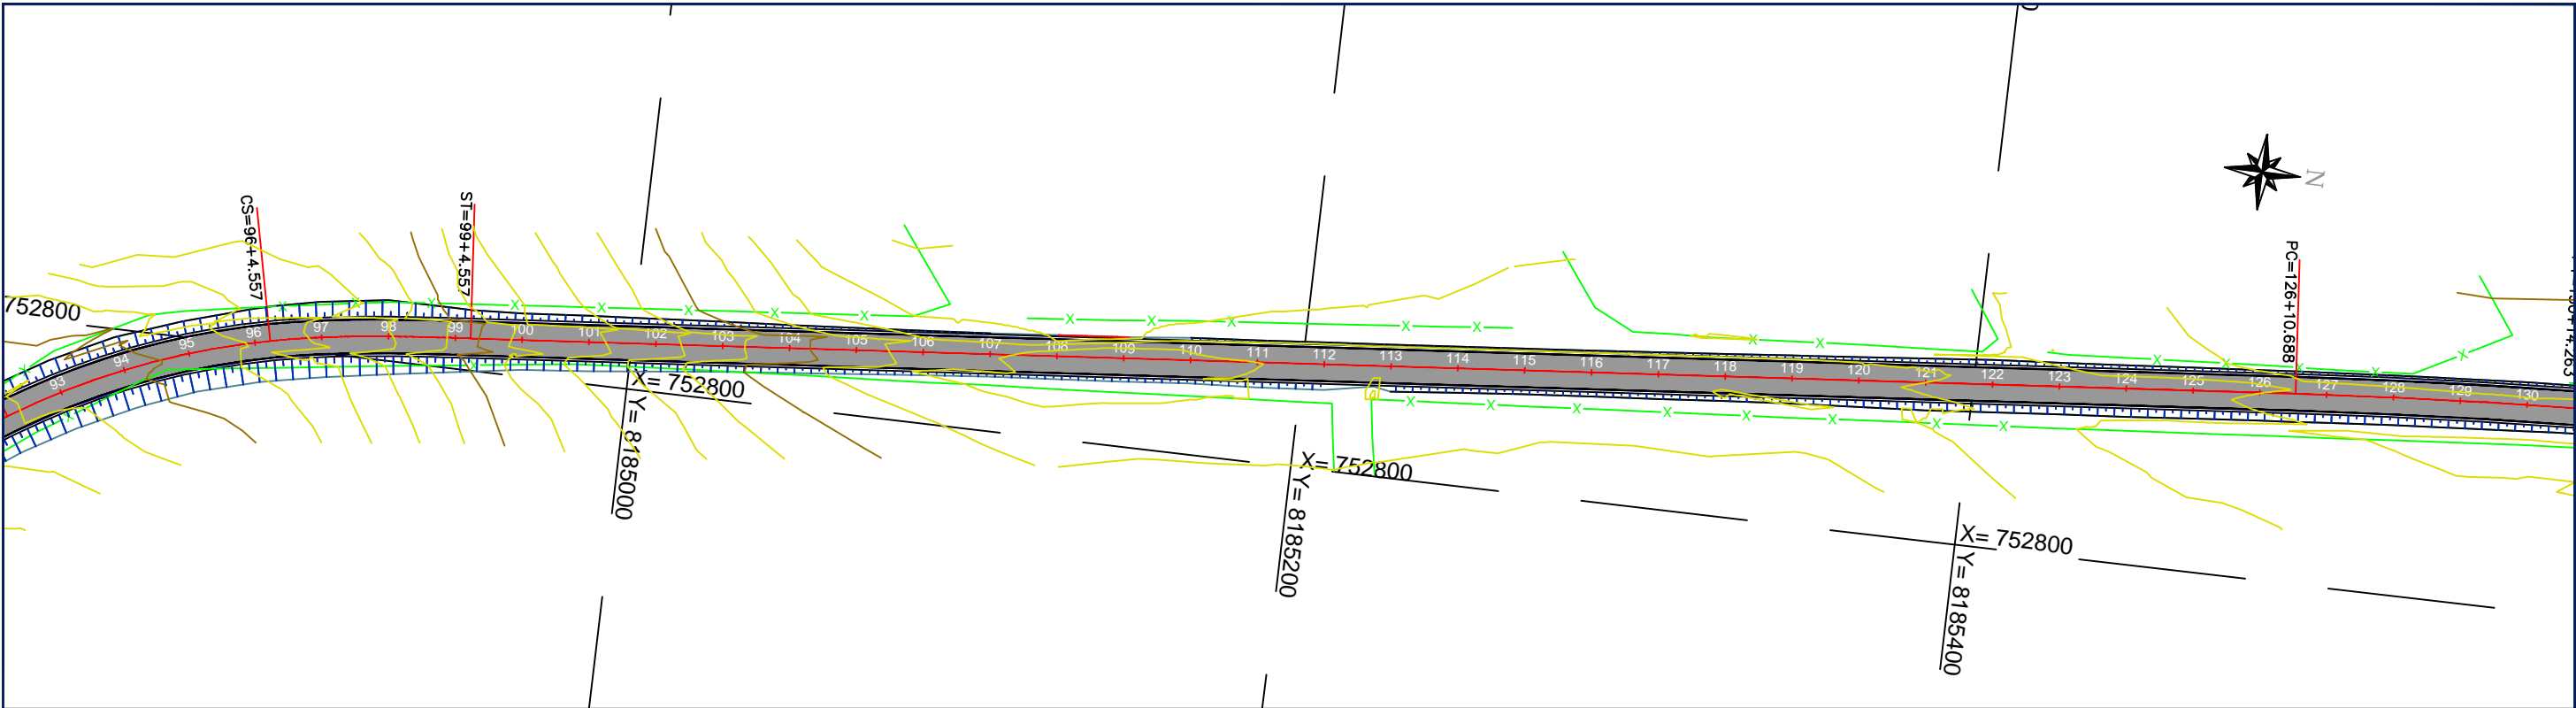 CS=96+4.557
ST=99+4.557
PC=126+10.688
N
752800
93 94 95 96 97 98 99 100 101 102 103 104 105 106 107 108 109 110 111 112 113 114 115 116 117 118 119 120 121 122 123 124 125 126 127 128 129 130
X= 752800
Y= 8185000
X= 752800
Y= 8185200
X= 752800
Y= 8185400
X X X X X X X X X X X X X X X X X X X X X X X X X X X X X X X